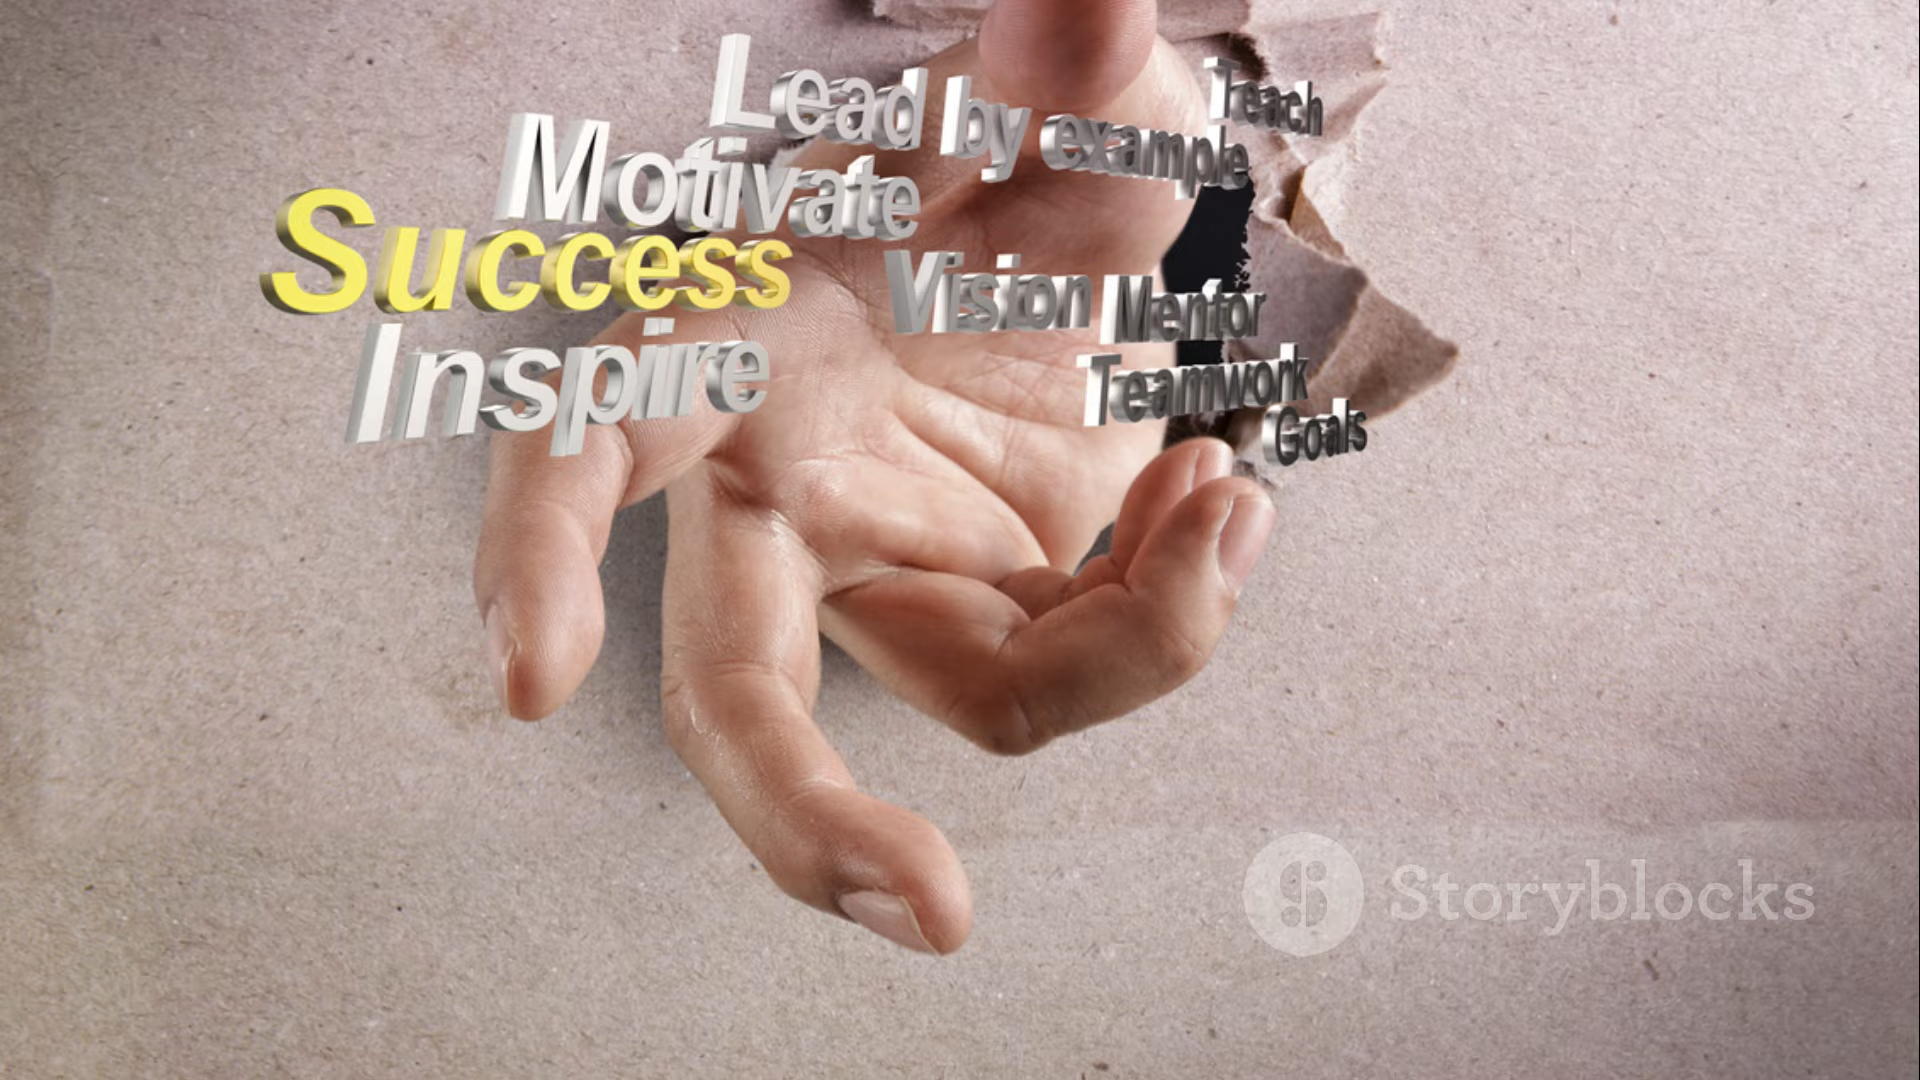 Lead by example
Teach
Motivate
Success
Vision
Mentor
Inspire
Teamwork
Goals
Storyblocks